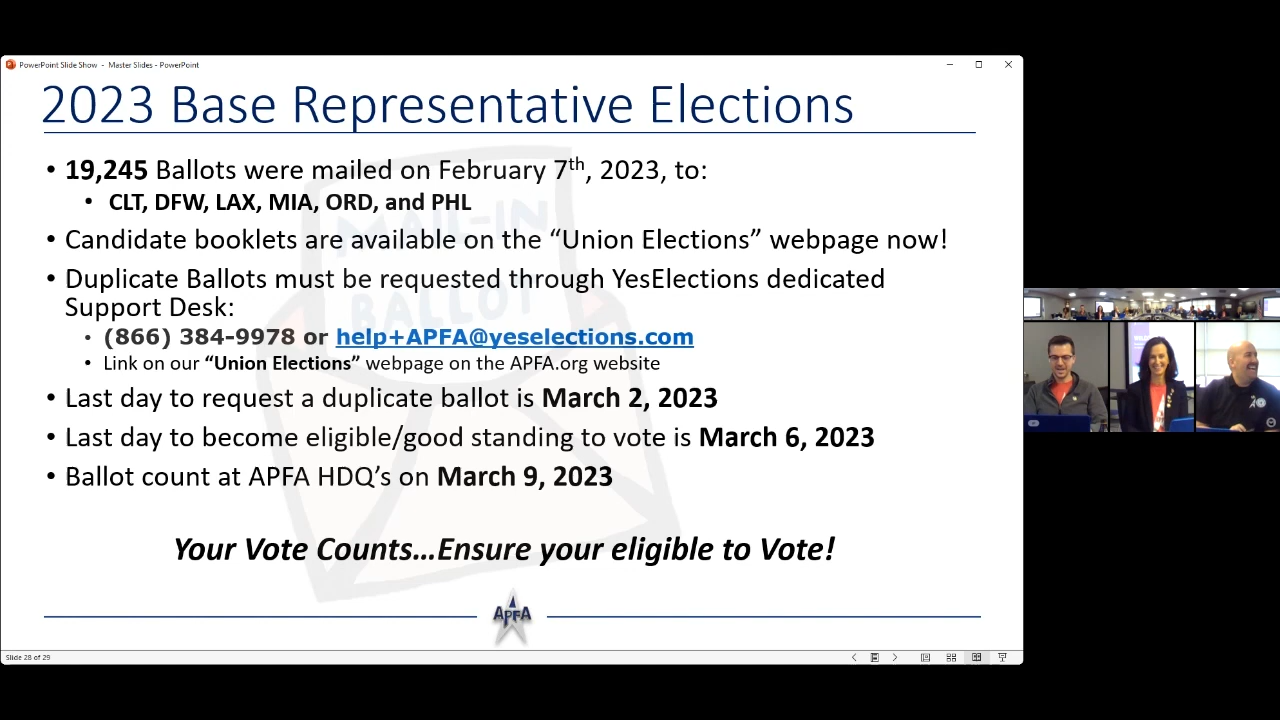 PowerPoint Slide Show - Master Slides - PowerPoint
2023 Base Representative Elections
• 19,245 Ballots were mailed on February 7th, 2023, to:
• CLT, DFW, LAX, MIA, ORD, and PHL
• Candidate booklets are available on the “Union Elections” webpage now!
• Duplicate Ballots must be requested through YesElections dedicated
Support Desk:
• (866) 384-9978 or help+APFA@yeselections.com
• Link on our “Union Elections” webpage on the APFA.org website
• Last day to request a duplicate ballot is March 2, 2023
• Last day to become eligible/good standing to vote is March 6, 2023
• Ballot count at APFA HDQ’s on March 9, 2023
MAIL-IN
BALLOT
Your Vote Counts…Ensure your eligible to Vote!
APFA
Slide 28 of 29